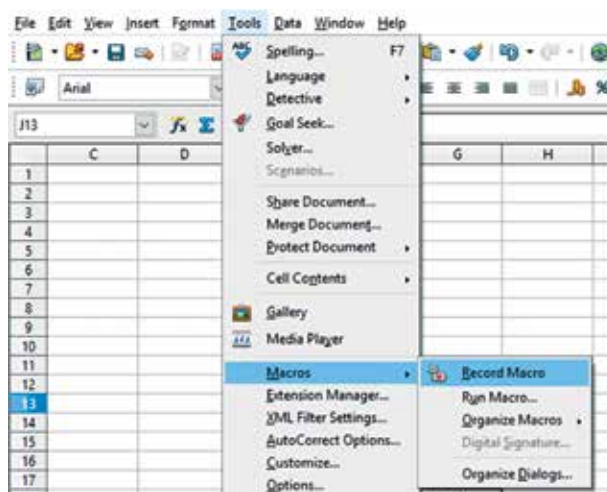 File Edit View Insert Format Tools Data Window Help
ABC Spelling... F7
Arial
Language
Detective
J13 fx Σ Goal Seek...
Solver...
C D G H
Scenarios...
1
2 Share Document...
3 Merge Document...
4
5 Protect Document
6 Cell Contents
7
8 Gallery
9
10 Media Player
11 Macros Record Macro
12 Extension Manager... Run Macro...
13 XML Filter Settings... Organize Macros
14
15 AutoCorrect Options... Digital Signature...
16 Customize...
17 Options... Organize Dialogs...